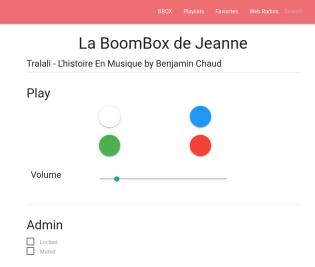 BBOX Playlists Favorites Web Radios Search
La BoomBox de Jeanne
Tralali - L'histoire En Musique by Benjamin Chaud
Play
Volume
Admin
Locked
Muted